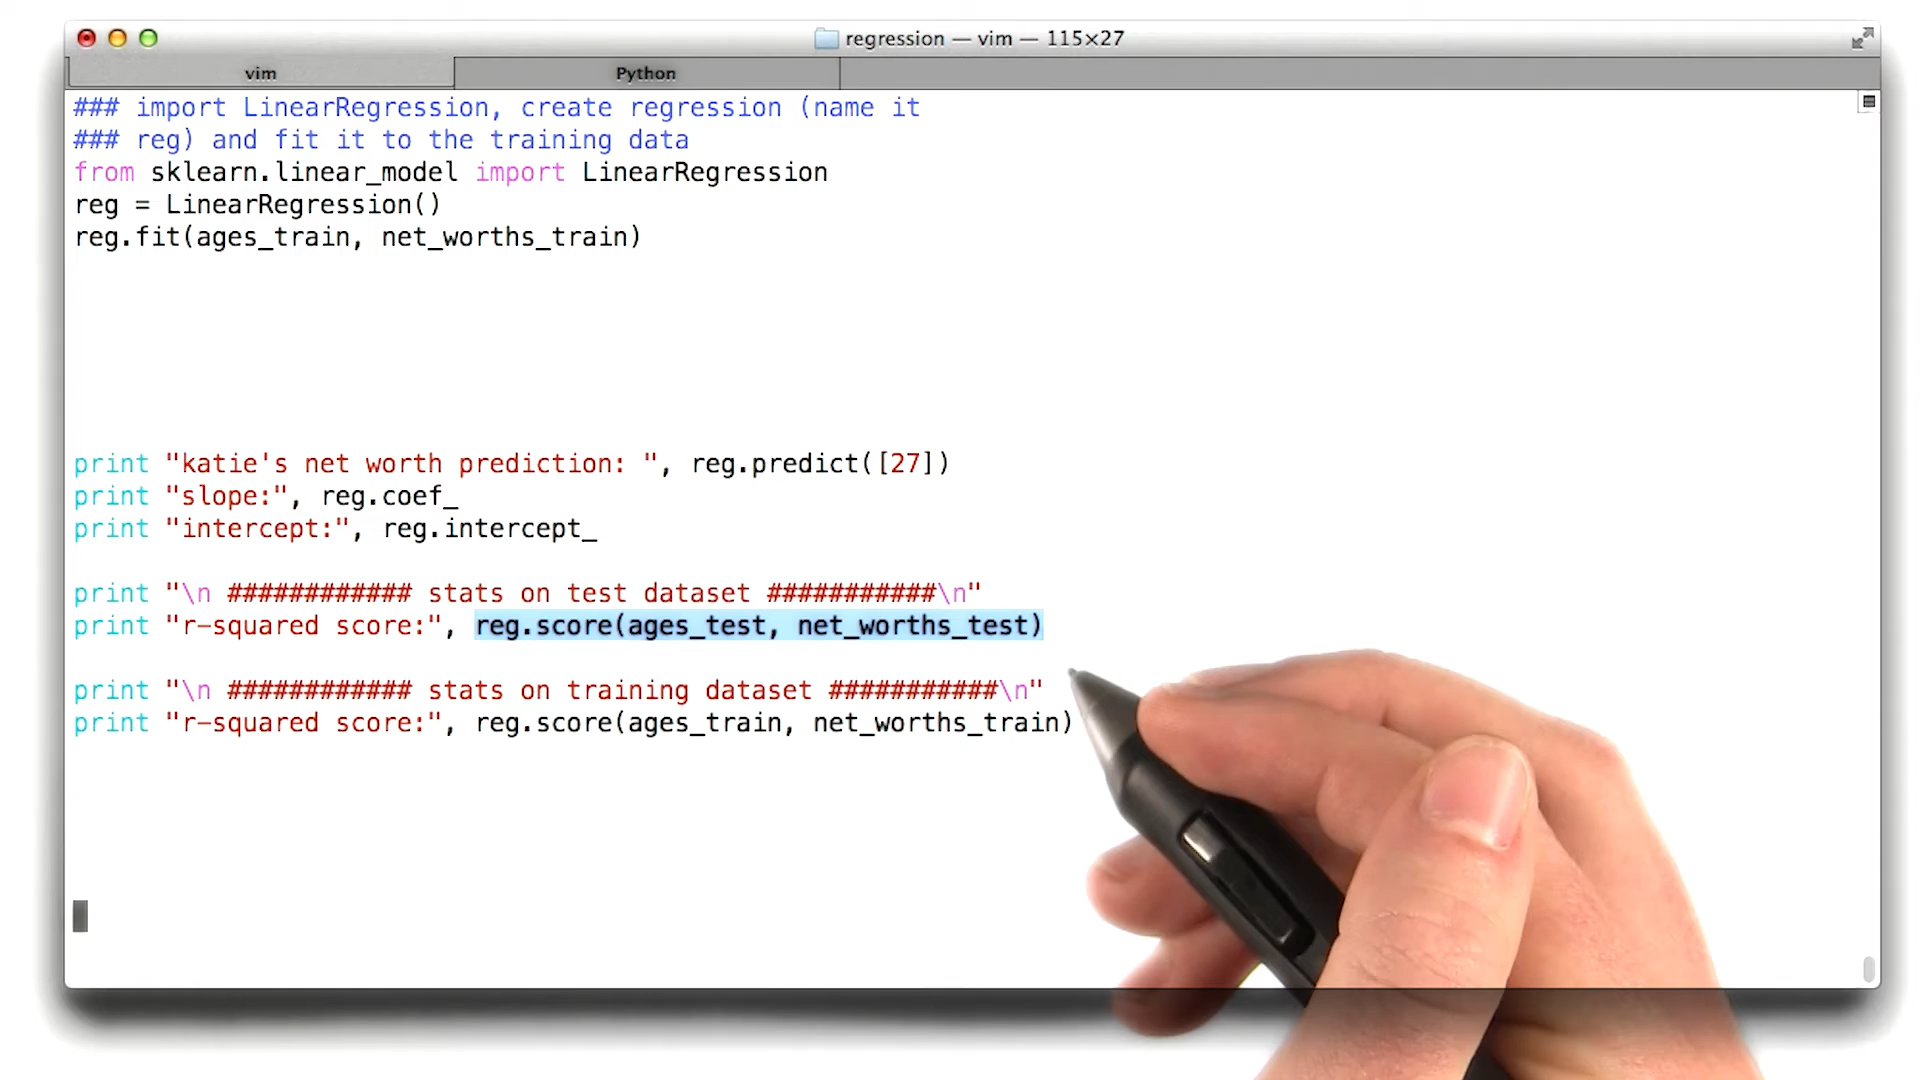 regression — vim — 115×27
vim Python
### import LinearRegression, create regression (name it
### reg) and fit it to the training data
from sklearn.linear_model import LinearRegression
reg = LinearRegression()
reg.fit(ages_train, net_worths_train)
print "katie's net worth prediction: ", reg.predict([27])
print "slope:", reg.coef_
print "intercept:", reg.intercept_
print "\n ############ stats on test dataset ###########\n"
print "r-squared score:", reg.score(ages_test, net_worths_test)
print "\n ############ stats on training dataset ###########\n"
print "r-squared score:", reg.score(ages_train, net_worths_train)